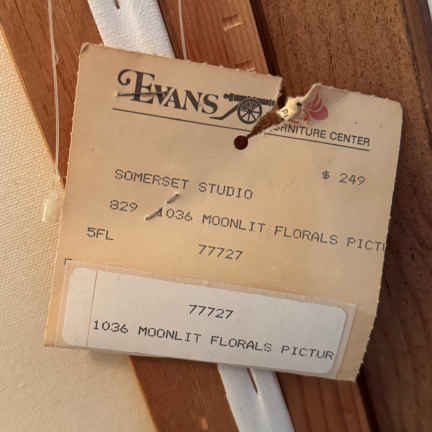 EVANS
FURNITURE CENTER
$ 249
SOMERSET STUDIO
829 1036 MOONLIT FLORALS PICTU
5FL 77727
77727
1036 MOONLIT FLORALS PICTUR